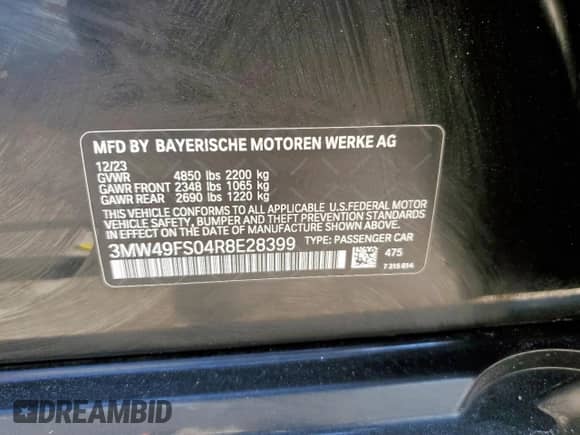 MFD BY BAYERISCHE MOTOREN WERKE AG
12/23
GVWR 4850 lbs 2200 kg
GAWR FRONT 2348 lbs 1065 kg
GAWR REAR 2690 lbs 1220 kg
THIS VEHICLE CONFORMS TO ALL APPLICABLE U.S.FEDERAL MOTOR
VEHICLE SAFETY, BUMPER AND THEFT PREVENTION STANDARDS
IN EFFECT ON THE DATE OF MANUFACTURE SHOWN ABOVE.
3MW49FS04R8E28399 TYPE: PASSENGER CAR
475
7315814
DREAMBID